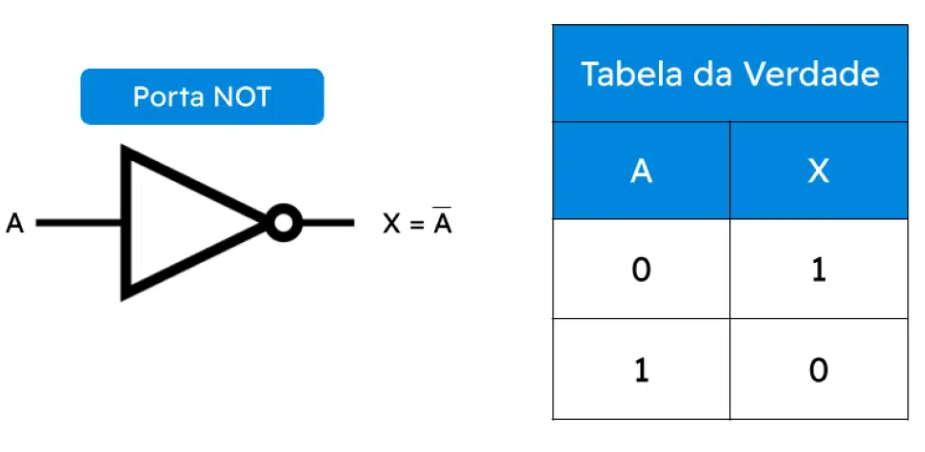 Porta NOT
A
X = A̅
Tabela da Verdade
A X
0 1
1 0